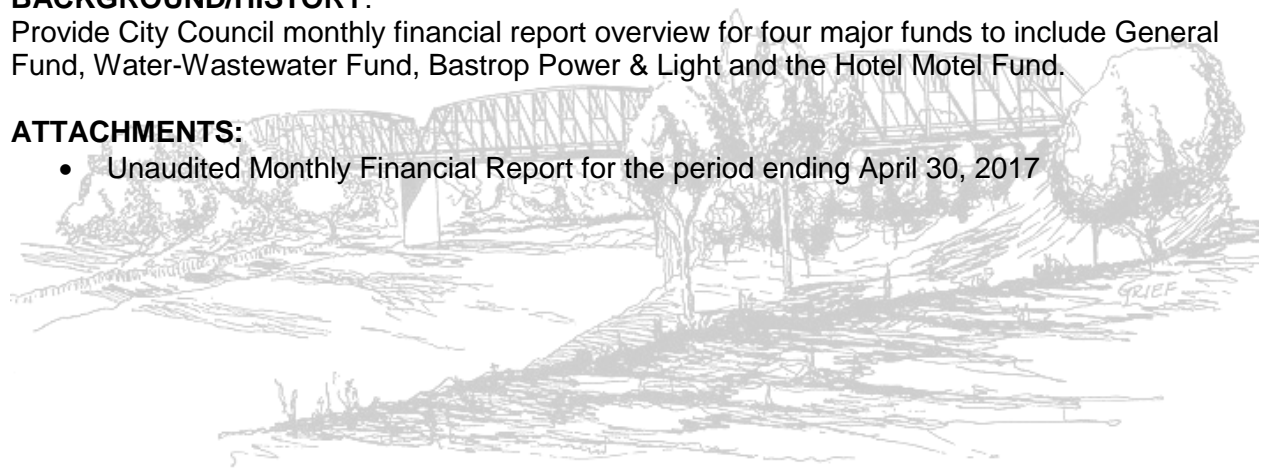 BACKGROUND/HISTORY:
Provide City Council monthly financial report overview for four major funds to include General
Fund, Water-Wastewater Fund, Bastrop Power & Light and the Hotel Motel Fund.
ATTACHMENTS:
• Unaudited Monthly Financial Report for the period ending April 30, 2017
GRIEF